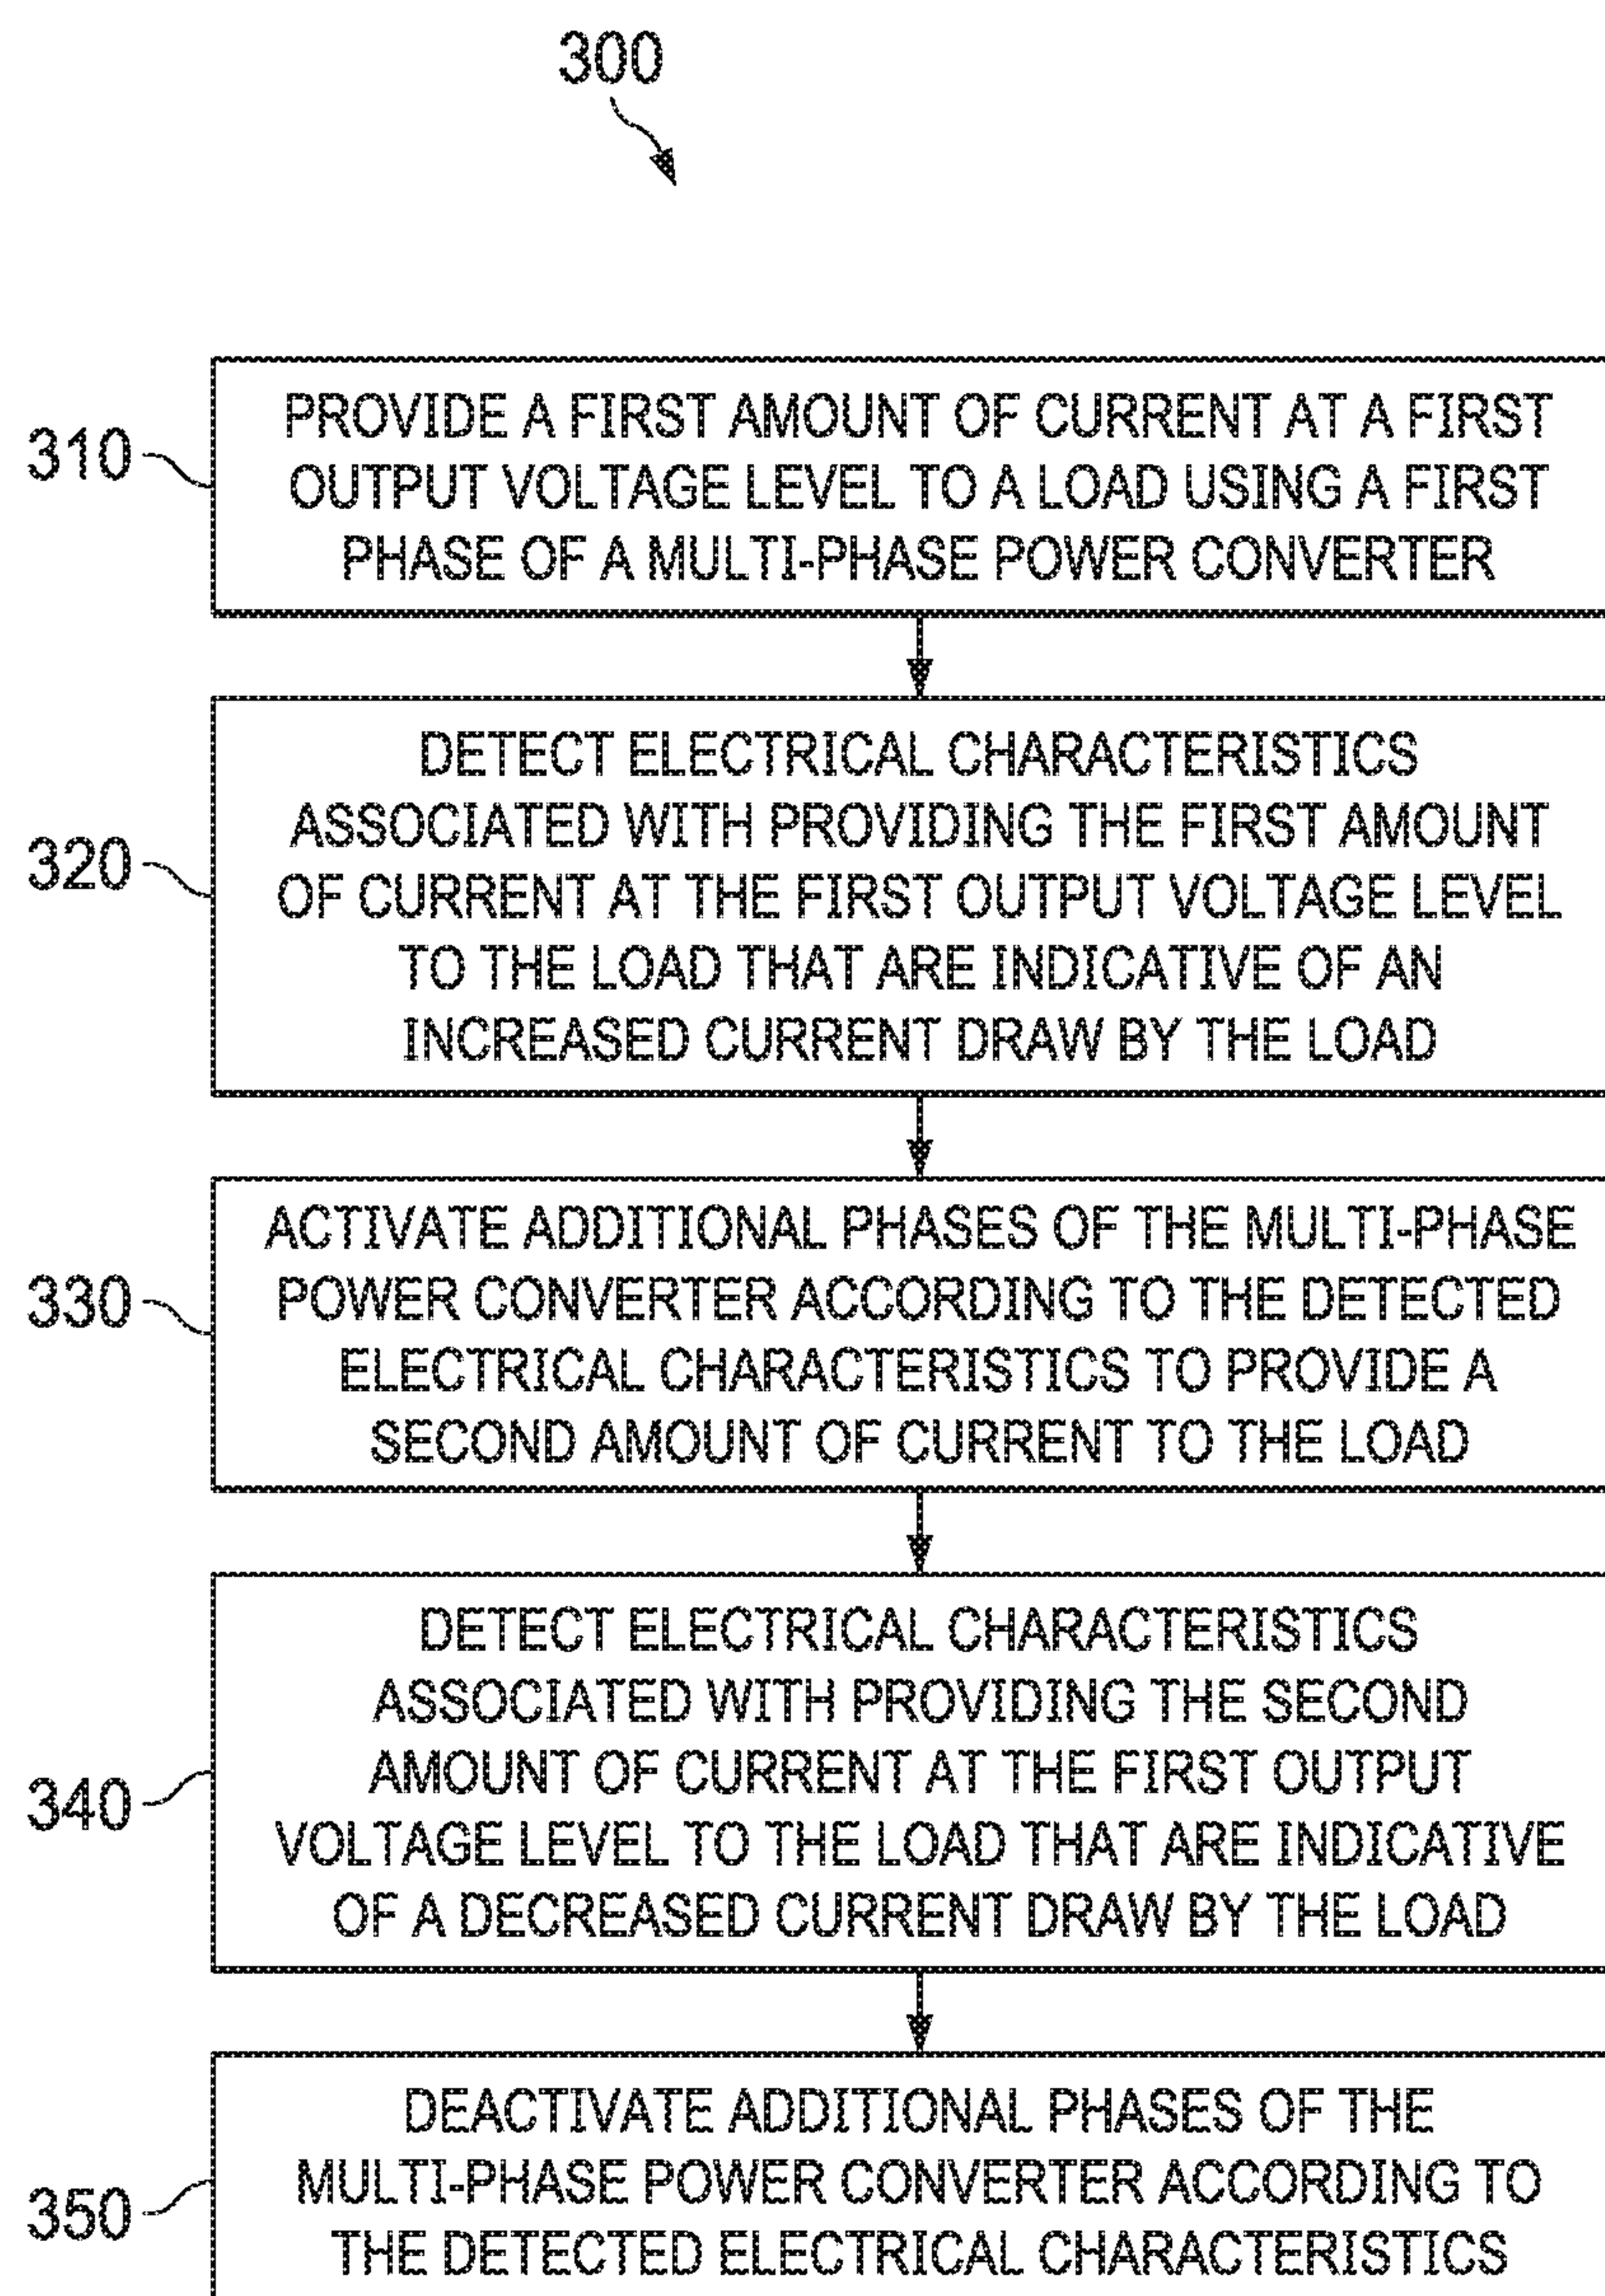 300
310
PROVIDE A FIRST AMOUNT OF CURRENT AT A FIRST
OUTPUT VOLTAGE LEVEL TO A LOAD USING A FIRST
PHASE OF A MULTI-PHASE POWER CONVERTER
320
DETECT ELECTRICAL CHARACTERISTICS
ASSOCIATED WITH PROVIDING THE FIRST AMOUNT
OF CURRENT AT THE FIRST OUTPUT VOLTAGE LEVEL
TO THE LOAD THAT ARE INDICATIVE OF AN
INCREASED CURRENT DRAW BY THE LOAD
330
ACTIVATE ADDITIONAL PHASES OF THE MULTI-PHASE
POWER CONVERTER ACCORDING TO THE DETECTED
ELECTRICAL CHARACTERISTICS TO PROVIDE A
SECOND AMOUNT OF CURRENT TO THE LOAD
340
DETECT ELECTRICAL CHARACTERISTICS
ASSOCIATED WITH PROVIDING THE SECOND
AMOUNT OF CURRENT AT THE FIRST OUTPUT
VOLTAGE LEVEL TO THE LOAD THAT ARE INDICATIVE
OF A DECREASED CURRENT DRAW BY THE LOAD
350
DEACTIVATE ADDITIONAL PHASES OF THE
MULTI-PHASE POWER CONVERTER ACCORDING TO
THE DETECTED ELECTRICAL CHARACTERISTICS